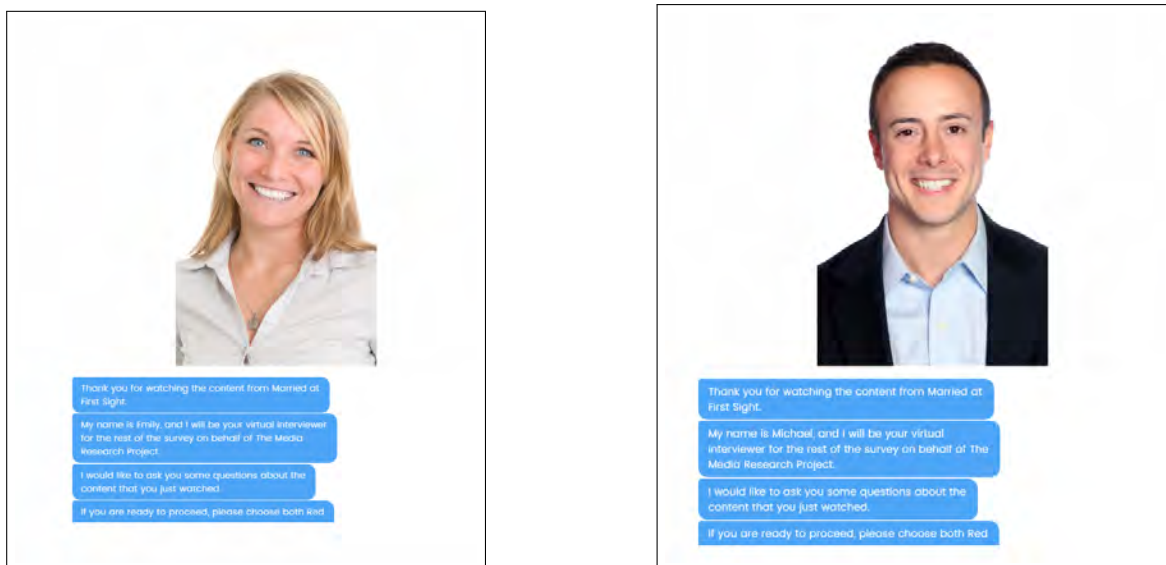 Thank you for watching the content from Married at
First Sight.
My name is Emily, and I will be your virtual interviewer
for the rest of the survey on behalf of The Media
Research Project.
I would like to ask you some questions about the
content that you just watched.
If you are ready to proceed, please choose both Red
Thank you for watching the content from Married at
First Sight.
My name is Michael, and I will be your virtual
interviewer for the rest of the survey on behalf of The
Media Research Project.
I would like to ask you some questions about the
content that you just watched.
If you are ready to proceed, please choose both Red